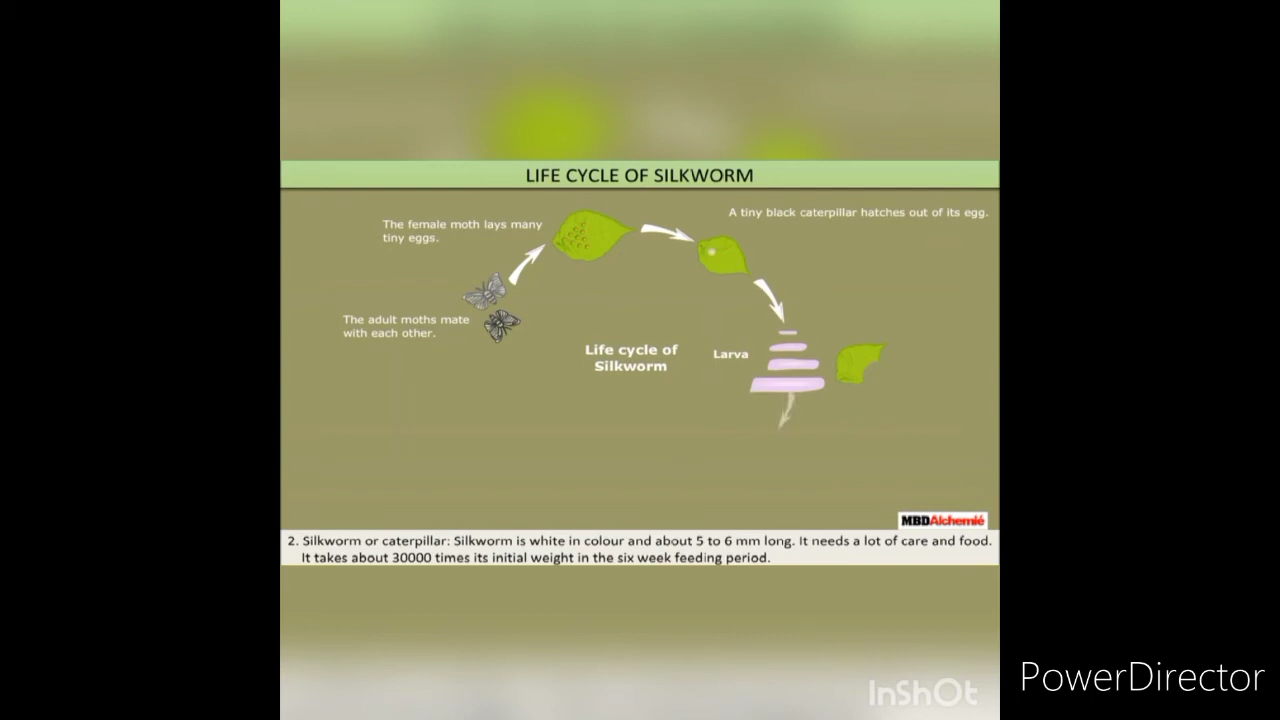 LIFE CYCLE OF SILKWORM
A tiny black caterpillar hatches out of its egg.
The female moth lays many
tiny eggs.
The adult moths mate
with each other.
Life cycle of
Silkworm
Larva
MBDAlchemié
2. Silkworm or caterpillar: Silkworm is white in colour and about 5 to 6 mm long. It needs a lot of care and food.
It takes about 30000 times its initial weight in the six week feeding period.
InShOt
PowerDirector